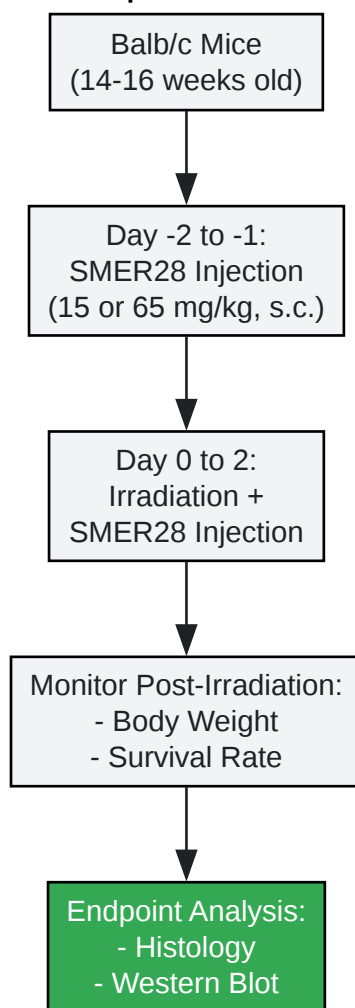 Balb/c Mice
(14-16 weeks old)
Day -2 to -1:
SMER28 Injection
(15 or 65 mg/kg, s.c.)
Day 0 to 2:
Irradiation +
SMER28 Injection
Monitor Post-Irradiation:
- Body Weight
- Survival Rate
Endpoint Analysis:
- Histology
- Western Blot